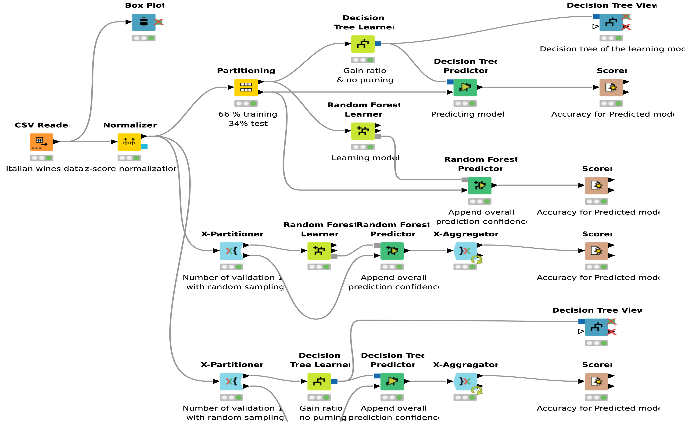 Box Plot
Decision
Tree Learner
Gain ratio
& no purning
Decision Tree View
Decision tree of the learning mod
Partitioning
66 % training
34% test
Decision Tree
Predictor
Predicting model
Scorer
Accuracy for Predicted mode
Random Forest
Learner
Learning model
CSV Reade
Italian wines data
Normalizer
z-score normalization
Random Forest
Predictor
Append overall
prediction confidence
Scorer
Accuracy for Predicted mode
X-Partitioner
Number of validation 1
with random sampling
Random Forest
Learner
Random Forest
Predictor
Append overall
prediction confidence
X-Aggregator
Scorer
Accuracy for Predicted mode
Decision Tree View
X-Partitioner
Number of validation 1
with random sampling
Decision
Tree Learner
Gain ratio
no purning
Decision Tree
Predictor
Append overall
prediction confidence
X-Aggregator
Scorer
Accuracy for Predicted mode